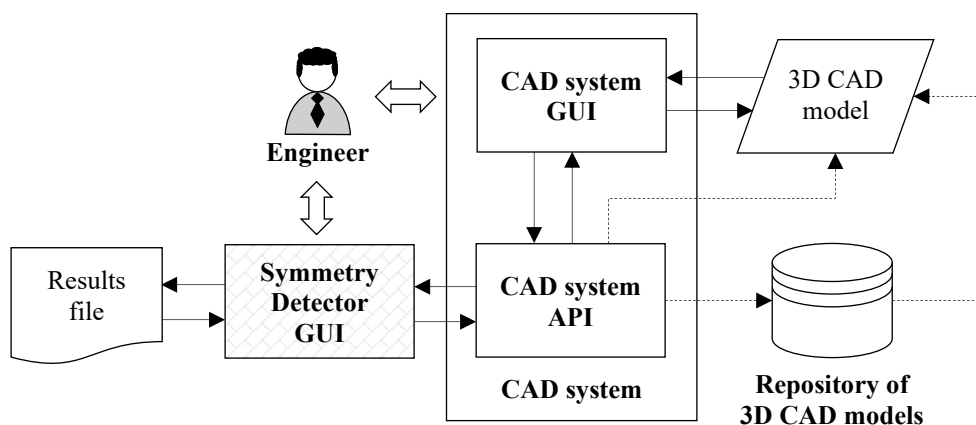 CAD system
GUI
3D CAD
model
Engineer
Results
file
Symmetry
Detector
GUI
CAD system
API
CAD system
Repository of
3D CAD models